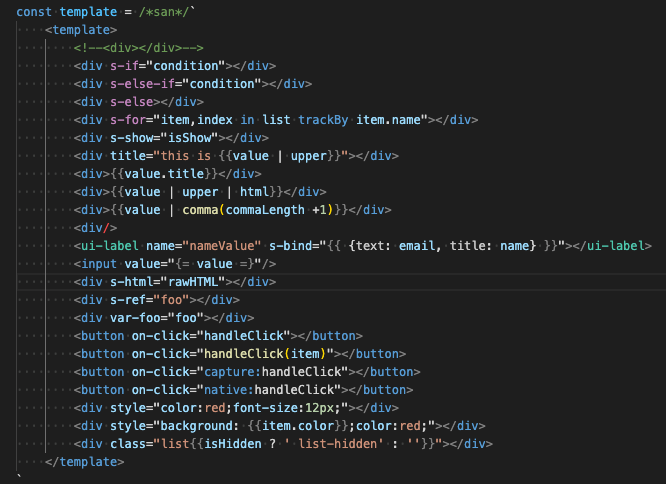 const template = /*san*/`
    <template>
        <!--<div></div>-->
        <div s-if="condition"></div>
        <div s-else-if="condition"></div>
        <div s-else></div>
        <div s-for="item,index in list trackBy item.name"></div>
        <div s-show="isShow"></div>
        <div title="this is {{value | upper}}"></div>
        <div>{{value.title}}</div>
        <div>{{value | upper | html}}</div>
        <div>{{value | comma(commaLength +1)}}</div>
        <div/>
        <ui-label name="nameValue" s-bind="{{ {text: email, title: name} }}"></ui-label>
        <input value="{= value =}"/>
        <div s-html="rawHTML"></div>
        <div s-ref="foo"></div>
        <div var-foo="foo"></div>
        <button on-click="handleClick"></button>
        <button on-click="handleClick(item)"></button>
        <button on-click="capture:handleClick"></button>
        <button on-click="native:handleClick"></button>
        <div style="color:red;font-size:12px;"></div>
        <div style="background: {{item.color}};color:red;"></div>
        <div class="list{{isHidden ? ' list-hidden' : ''}}"></div>
    </template>
`